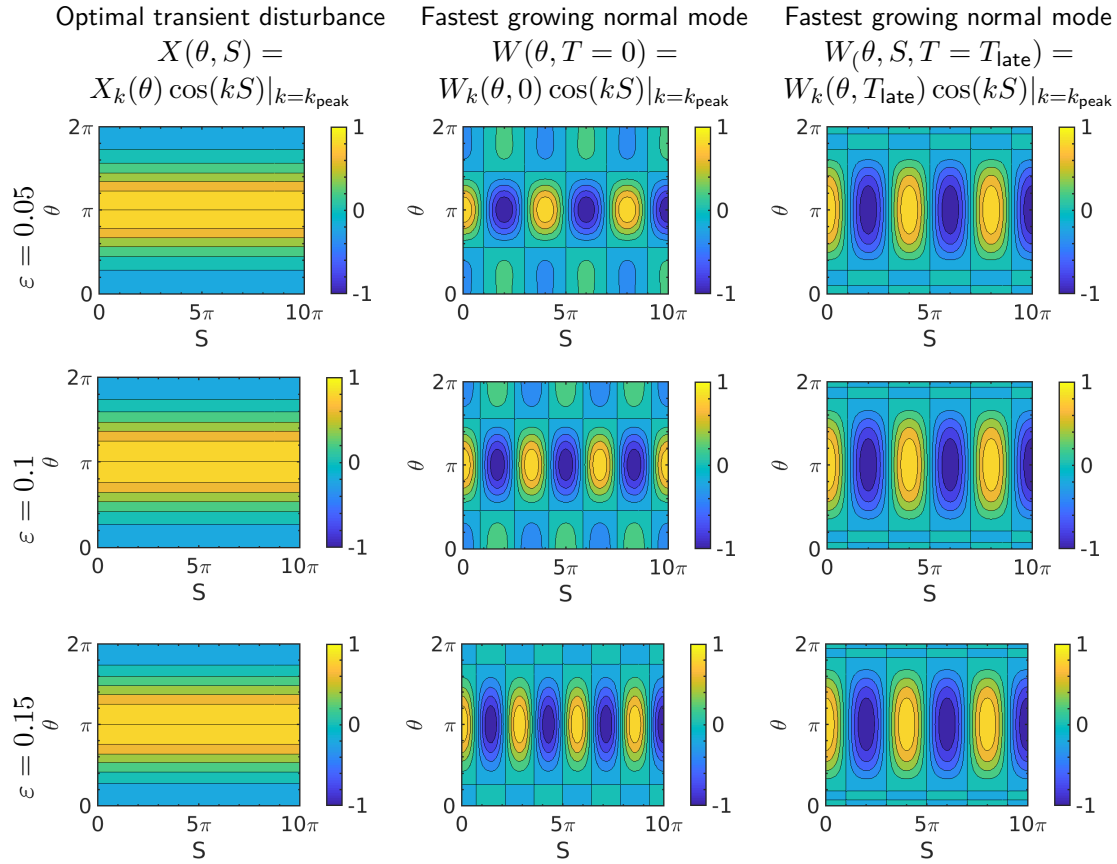 Optimal transient disturbance
X(θ, S) =
X_k(θ) cos(kS)|_{k=k_peak}
Fastest growing normal mode
W(θ, T = 0) =
W_k(θ, 0) cos(kS)|_{k=k_peak}
Fastest growing normal mode
W_(θ, S, T = T_late) =
W_k(θ, T_late) cos(kS)|_{k=k_peak}
ε = 0.05
2π
θ π
0
0 5π 10π
S
1
0
-1
2π
θ π
0
0 5π 10π
S
1
0
-1
2π
θ π
0
0 5π 10π
S
1
0
-1
ε = 0.1
2π
θ π
0
0 5π 10π
S
1
0
-1
2π
θ π
0
0 5π 10π
S
1
0
-1
2π
θ π
0
0 5π 10π
S
1
0
-1
ε = 0.15
2π
θ π
0
0 5π 10π
S
1
0
-1
2π
θ π
0
0 5π 10π
S
1
0
-1
2π
θ π
0
0 5π 10π
S
1
0
-1